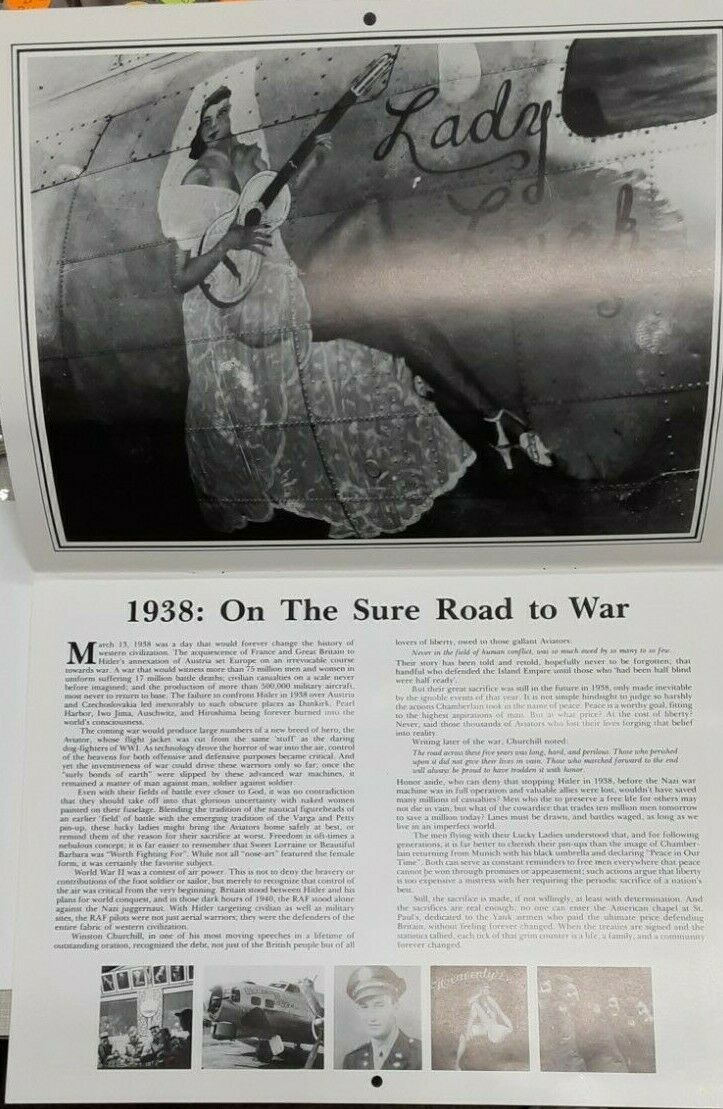 Lady
Luck
1938: On The Sure Road to War
March 13, 1938 was a day that would forever change the history of
western civilization. The acquiescence of France and Great Britain to
Hitler's annexation of Austria set Europe on an irrevocable course
towards war. A war that would witness more than 75 million men and women in
uniform suffering 17 million battle deaths; civilian casualties on a scale never
before imagined; and the production of more than 500,000 military aircraft,
most never to return to base. The failure to confront Hitler in 1938 over Austria
and Czechoslovakia led inexorably to such obscure places as Dunkirk, Pearl
Harbor, Iwo Jima, Auschwitz, and Hiroshima being forever burned into the
world's consciousness.
The coming war would produce large numbers of a new breed of hero, the
Aviator, whose flight jacket was cut from the same 'stuff' as the daring
dog-fighters of WWI. As technology drove the horror of war into the air, control
of the heavens for both offensive and defensive purposes became critical. And
yet the inventiveness of war could drive these warriors only so far; once the
"surly bonds of earth" were slipped by these advanced war machines, it
remained a matter of man against man, soldier against soldier.
Even with their fields of battle ever closer to God, it was no contradiction
that they should take off into that glorious uncertainty with naked women
painted on their fuselage. Blending the tradition of the nautical figureheads of
an earlier 'field' of battle with the emerging tradition of the Varga and Petty
pin-up, these lucky ladies might bring the Aviators home safely at best, or
remind them of the reason for their sacrifice at worst. Freedom is oft-times a
nebulous concept; it is far easier to remember that Sweet Lorraine or Beautiful
Barbara was "Worth Fighting For". While not all "nose-art" featured the female
form, it was certainly the favorite subject.
World War II was a contest of air power. This is not to deny the bravery or
contributions of the foot soldier or sailor, but merely to recognize that control of
the air was critical from the very beginning. Britain stood between Hitler and his
plans for world conquest, and in those dark hours of 1940, the RAF stood alone
against the Nazi juggernaut. With Hitler targeting civilian as well as military
sites, the RAF pilots were not just aerial warriors; they were the defenders of the
entire fabric of western civilization.
Winston Churchill, in one of his most moving speeches in a lifetime of
outstanding oration, recognized the debt, not just of the British people but of all
lovers of liberty, owed to those gallant Aviators:
Never in the field of human conflict, was so much owed by so many to so few.
Their story has been told and retold, hopefully never to be forgotten; that
handful who defended the Island Empire until those who 'had been half blind
were half ready'.
But their great sacrifice was still in the future in 1938, only made inevitable
by the ignoble events of that year. It is not simple hindsight to judge so harshly
the actions Chamberlain took in the name of peace. Peace is a worthy goal, fitting
to the highest aspirations of man. But at what price? At the cost of liberty?
Never, said those thousands of Aviators who lost their lives forging that belief
into reality.
Writing later of the war, Churchill noted:
The road across these five years was long, hard, and perilous. Those who perished
upon it did not give their lives in vain. Those who marched forward to the end
will always be proud to have trodden it with honor.
Honor aside, who can deny that stopping Hitler in 1938, before the Nazi war
machine was in full operation and valuable allies were lost, wouldn't have saved
many millions of casualties? Men who die to preserve a free life for others may
not die in vain, but what of the cowardice that trades ten million men tomorrow
to save a million today? Lines must be drawn, and battles waged, as long as we
live in an imperfect world.
The men flying with their Lucky Ladies understood that, and for following
generations, it is far better to cherish their pin-ups than the image of Chamber-
lain returning from Munich with his black umbrella and declaring "Peace in Our
Time". Both can serve as constant reminders to free men everywhere that peace
cannot be won through promises or appeasement; such actions argue that liberty
is too expensive a mistress with her requiring the periodic sacrifice of a nation's
best.
Still, the sacrifice is made, if not willingly, at least with determination. And
the sacrifices are real enough; no one can enter the American chapel at St.
Paul's, dedicated to the Yank airmen who paid the ultimate price defending
Britain, without feeling forever changed. When the treaties are signed and the
statistics tallied, each tick of that grim counter is a life, a family, and a community
forever changed.